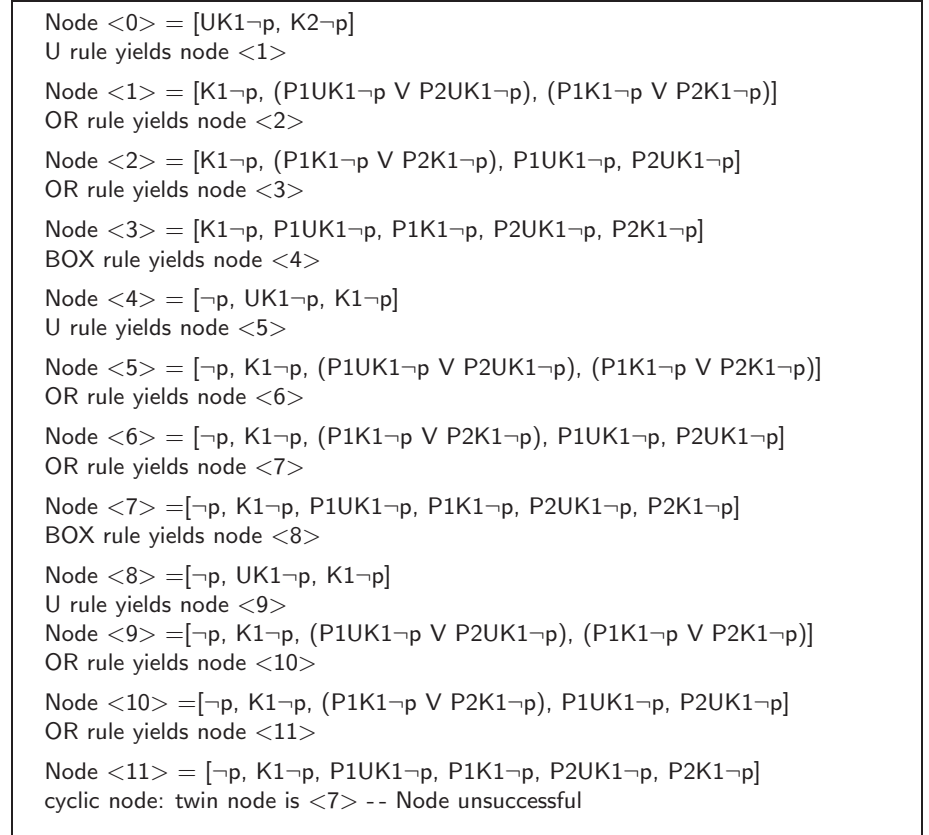 Node <0> = [UK1¬p, K2¬p]
U rule yields node <1>
Node <1> = [K1¬p, (P1UK1¬p V P2UK1¬p), (P1K1¬p V P2K1¬p)]
OR rule yields node <2>
Node <2> = [K1¬p, (P1K1¬p V P2K1¬p), P1UK1¬p, P2UK1¬p]
OR rule yields node <3>
Node <3> = [K1¬p, P1UK1¬p, P1K1¬p, P2UK1¬p, P2K1¬p]
BOX rule yields node <4>
Node <4> = [¬p, UK1¬p, K1¬p]
U rule yields node <5>
Node <5> = [¬p, K1¬p, (P1UK1¬p V P2UK1¬p), (P1K1¬p V P2K1¬p)]
OR rule yields node <6>
Node <6> = [¬p, K1¬p, (P1K1¬p V P2K1¬p), P1UK1¬p, P2UK1¬p]
OR rule yields node <7>
Node <7> =[¬p, K1¬p, P1UK1¬p, P1K1¬p, P2UK1¬p, P2K1¬p]
BOX rule yields node <8>
Node <8> =[¬p, UK1¬p, K1¬p]
U rule yields node <9>
Node <9> =[¬p, K1¬p, (P1UK1¬p V P2UK1¬p), (P1K1¬p V P2K1¬p)]
OR rule yields node <10>
Node <10> =[¬p, K1¬p, (P1K1¬p V P2K1¬p), P1UK1¬p, P2UK1¬p]
OR rule yields node <11>
Node <11> = [¬p, K1¬p, P1UK1¬p, P1K1¬p, P2UK1¬p, P2K1¬p]
cyclic node: twin node is <7> -- Node unsuccessful